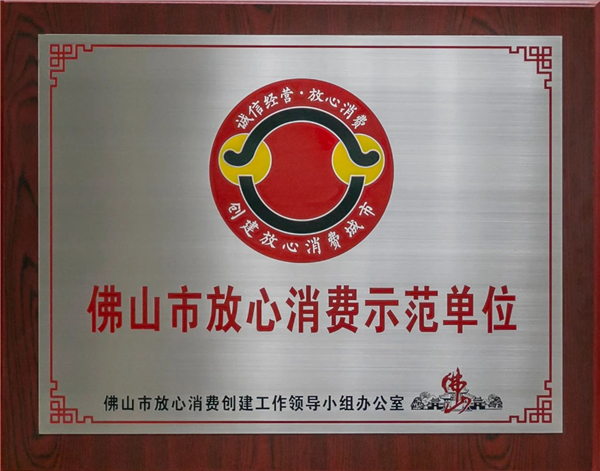 诚信经营·放心消费
创建放心消费城市
佛山市放心消费示范单位
佛山市放心消费创建工作领导小组办公室
佛山